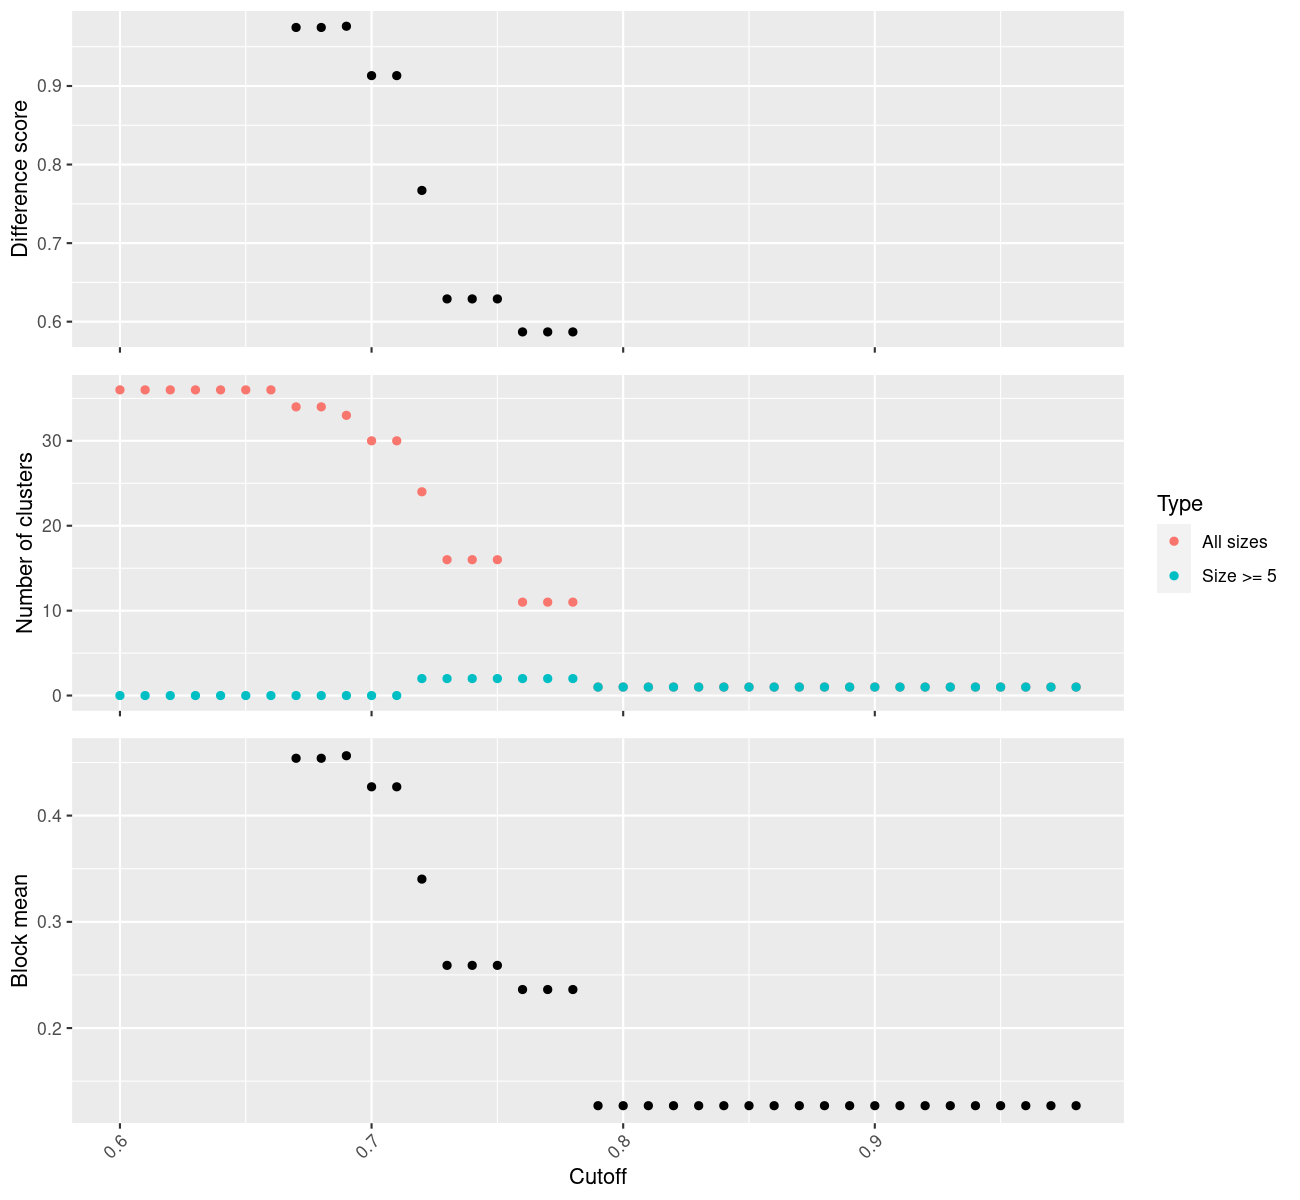 Difference score
0.9
0.8
0.7
0.6
Number of clusters
30
20
10
0
Type
All sizes
Size >= 5
Block mean
0.4
0.3
0.2
0.6
0.7
0.8
0.9
Cutoff